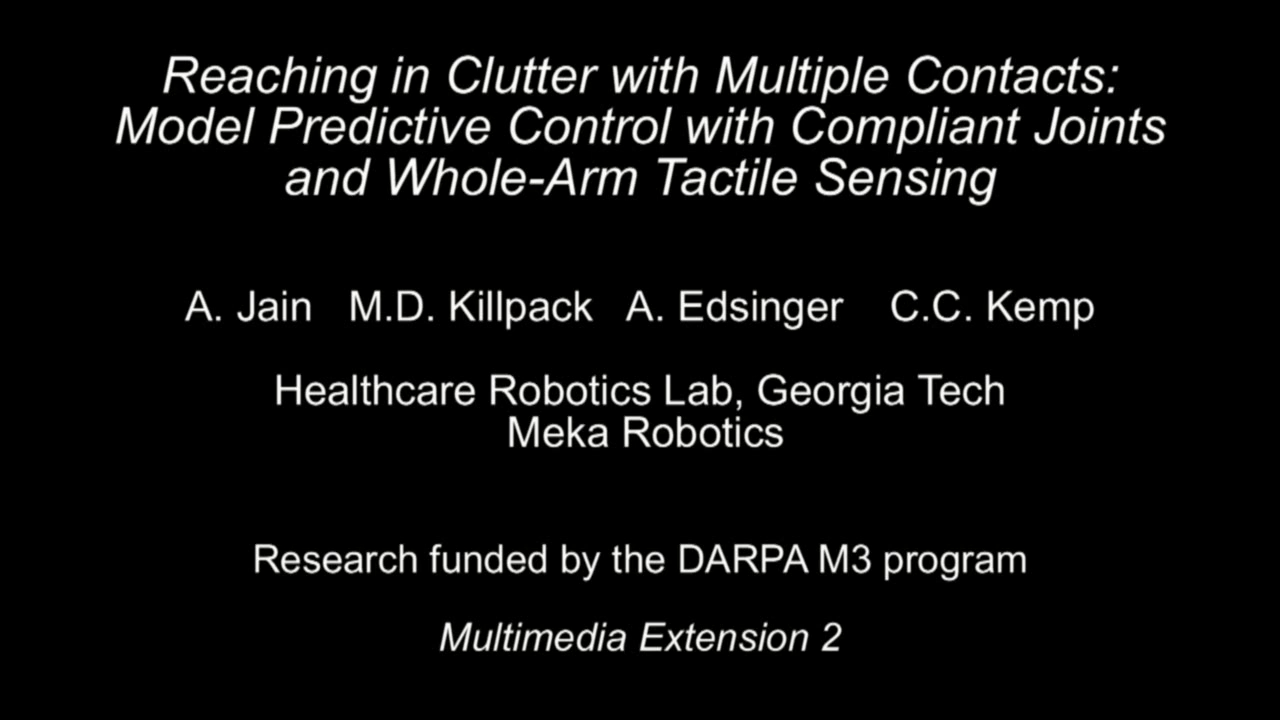 Reaching in Clutter with Multiple Contacts:
Model Predictive Control with Compliant Joints
and Whole-Arm Tactile Sensing
A. Jain M.D. Killpack A. Edsinger C.C. Kemp
Healthcare Robotics Lab, Georgia Tech
Meka Robotics
Research funded by the DARPA M3 program
Multimedia Extension 2